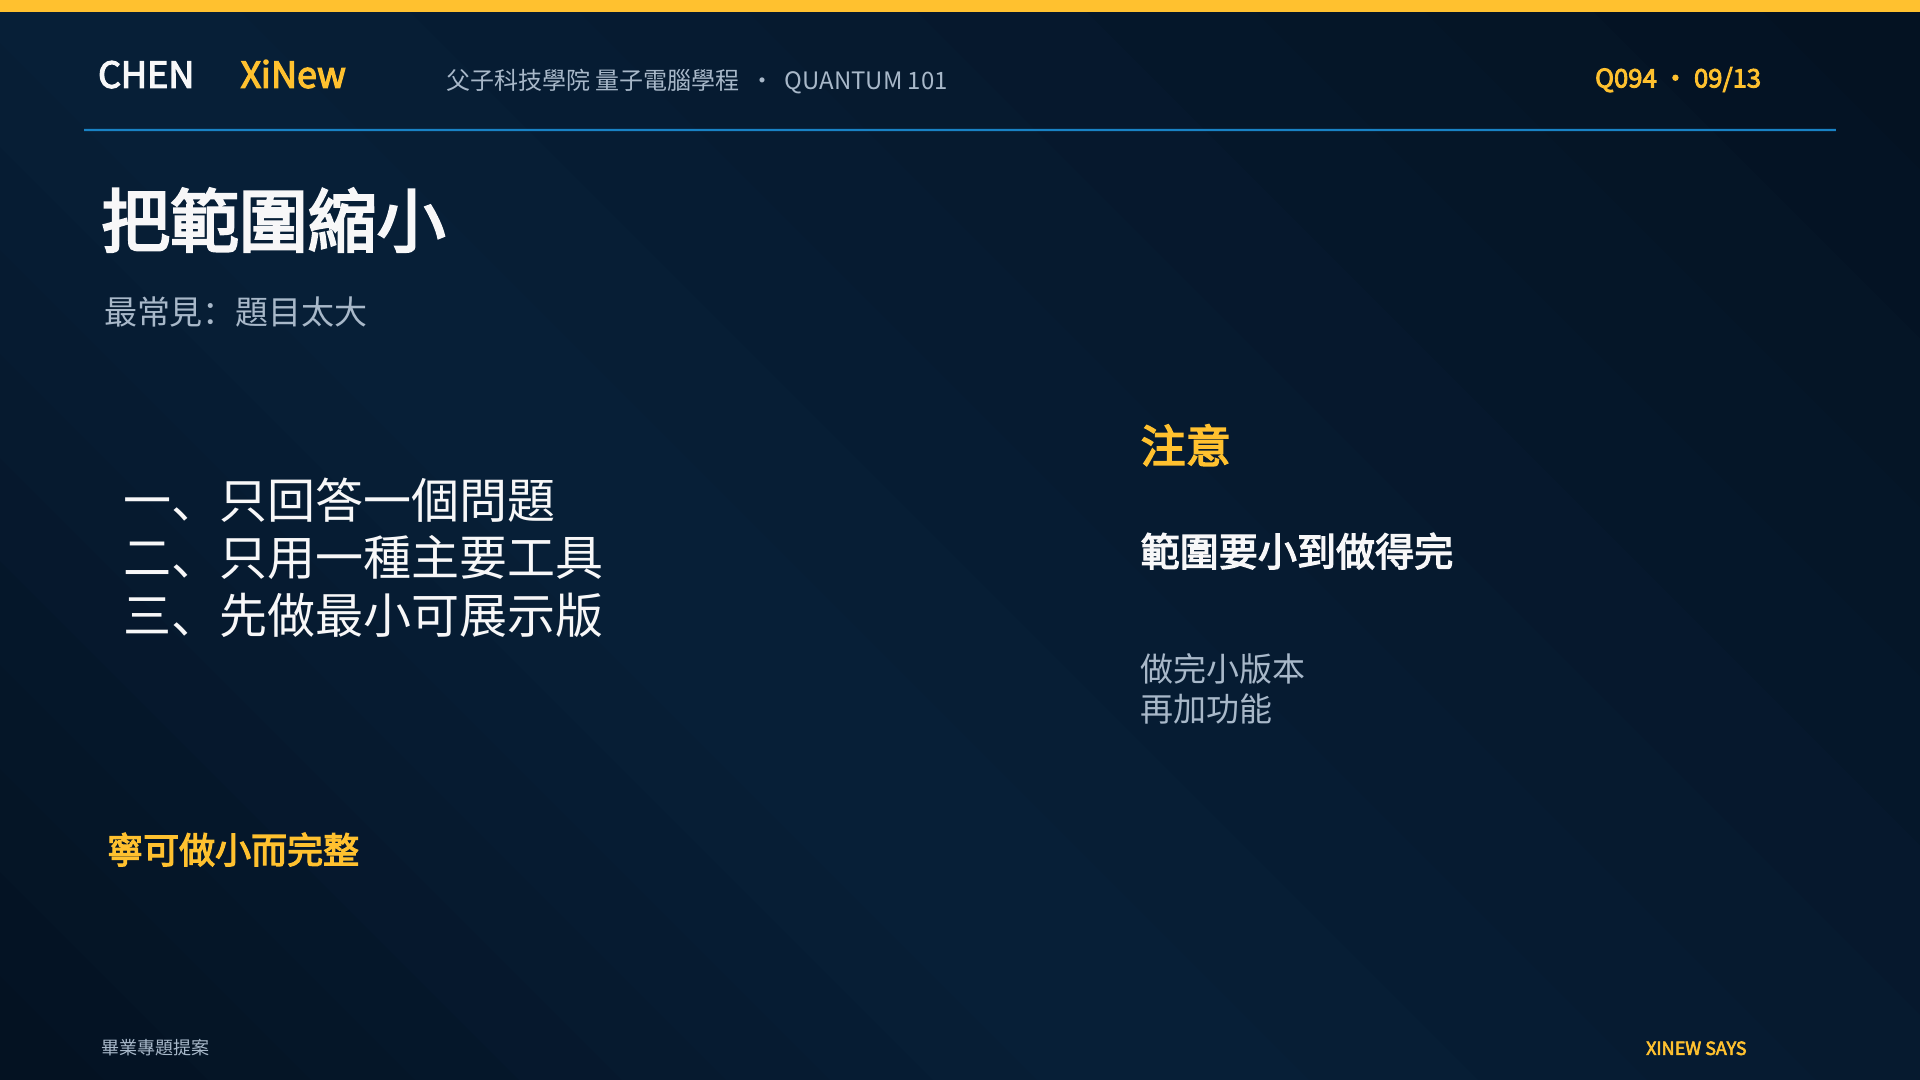 CHEN XiNew 父子科技學院 量子電腦學程 • QUANTUM 101 Q094 • 09/13
把範圍縮小
最常見：題目太大
一、只回答一個問題
二、只用一種主要工具
三、先做最小可展示版
寧可做小而完整
注意
範圍要小到做得完
做完小版本
再加功能
畢業專題提案
XINEW SAYS